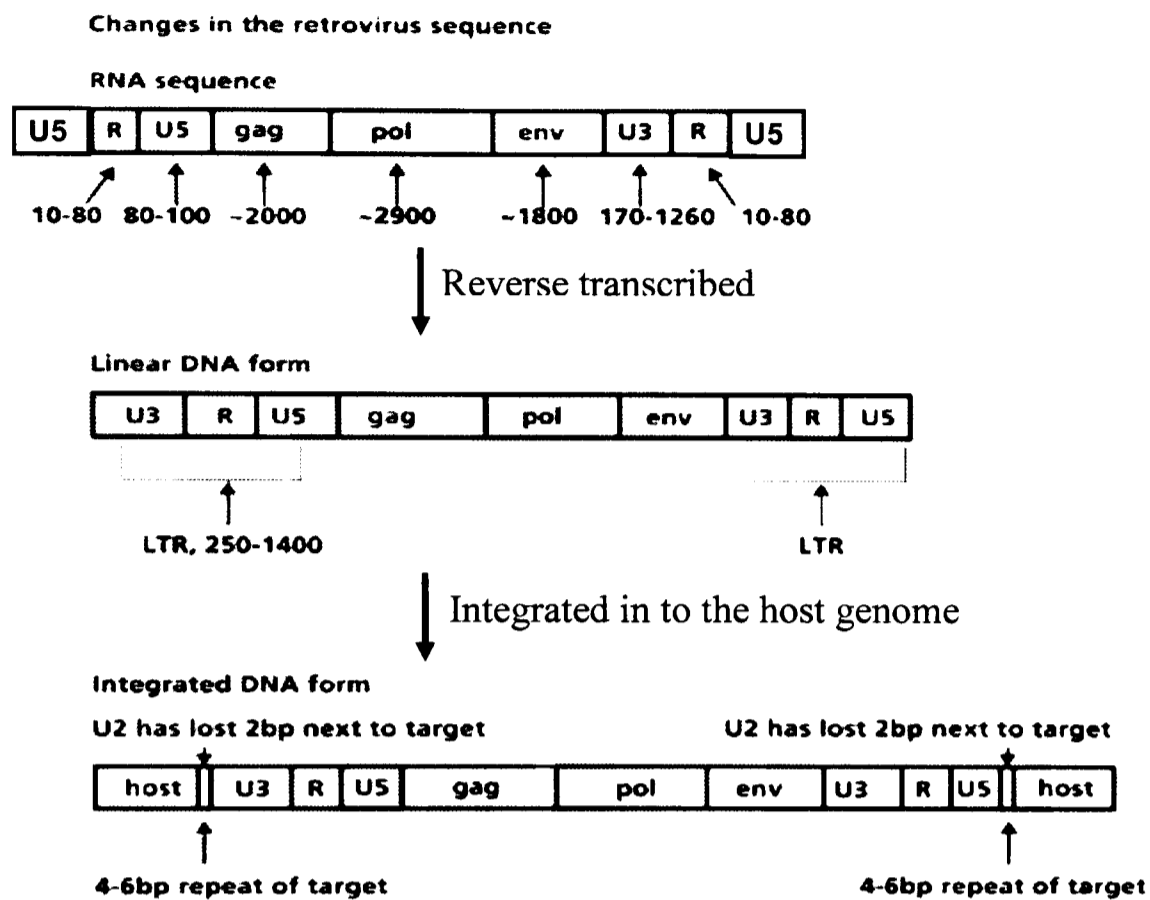 Changes in the retrovirus sequence
RNA sequence
U5 R U5 gag pol env U3 R U5
10-80 80-100 ~2000 ~2900 ~1800 170-1260 10-80
Reverse transcribed
Linear DNA form
U3 R U5 gag pol env U3 R U5
LTR, 250-1400 LTR
Integrated in to the host genome
Integrated DNA form
U2 has lost 2bp next to target U2 has lost 2bp next to target
host U3 R U5 gag pol env U3 R U5 host
4-6bp repeat of target 4-6bp repeat of target